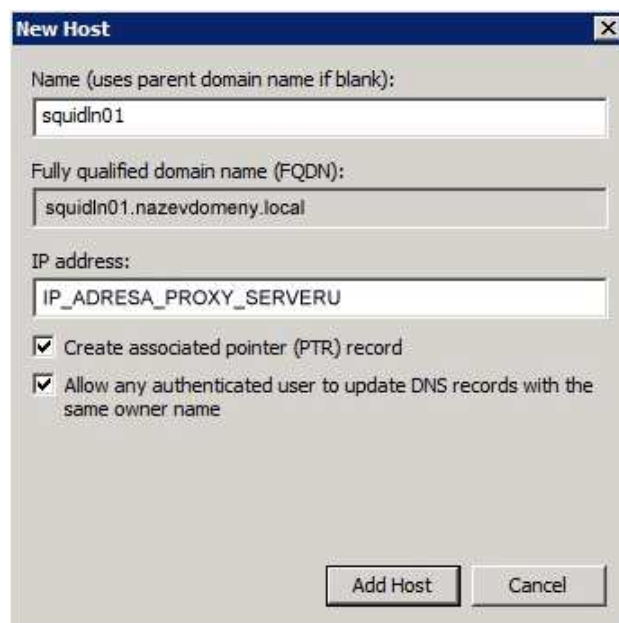 New Host
Name (uses parent domain name if blank):
squidln01
Fully qualified domain name (FQDN):
squidln01.nazevdomeny.local
IP address:
IP_ADRESA_PROXY_SERVERU
Create associated pointer (PTR) record
Allow any authenticated user to update DNS records with the
same owner name
Add Host
Cancel